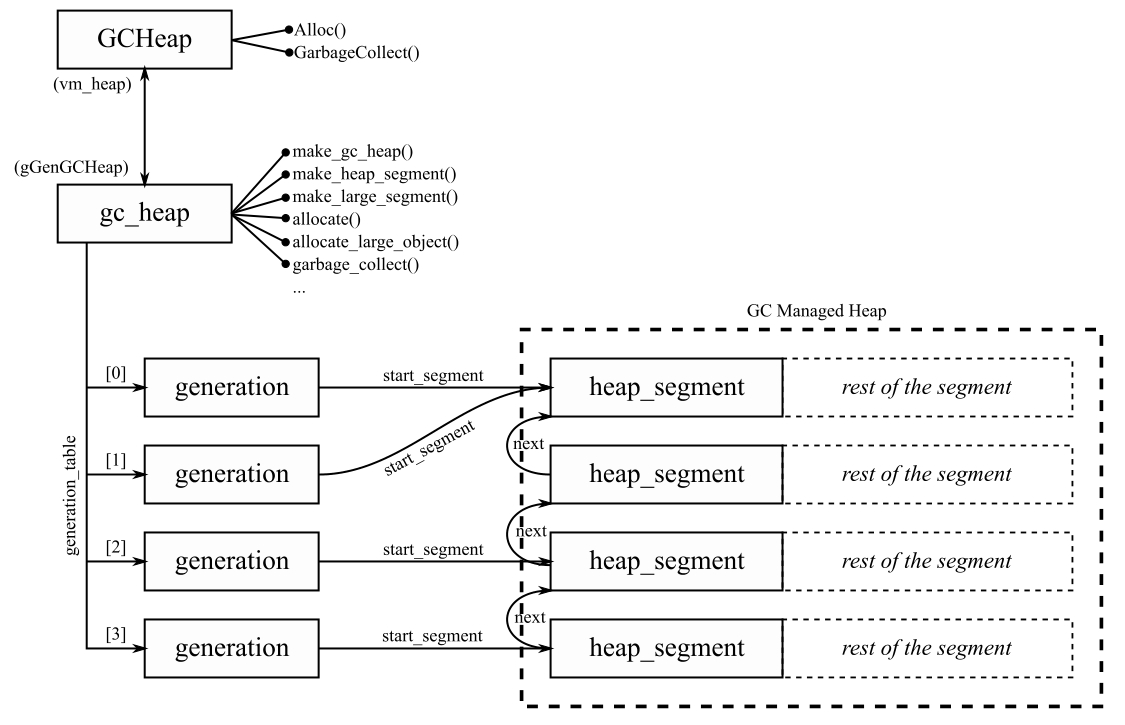 GCHeap
Alloc()
GarbageCollect()
(vm_heap)
(gGenGCHeap)
gc_heap
make_gc_heap()
make_heap_segment()
make_large_segment()
allocate()
allocate_large_object()
garbage_collect()
...
GC Managed Heap
generation_table
[0]
generation
start_segment
heap_segment
rest of the segment
next
[1]
generation
start_segment
heap_segment
rest of the segment
next
[2]
generation
start_segment
heap_segment
rest of the segment
next
[3]
generation
start_segment
heap_segment
rest of the segment